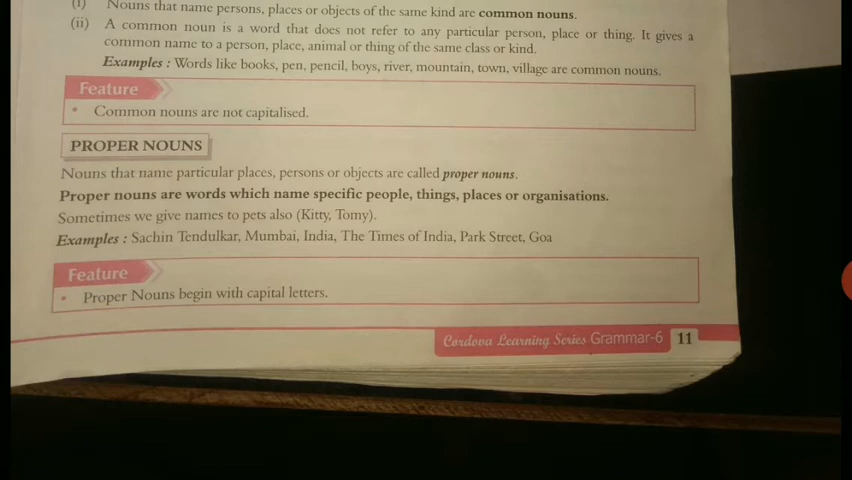 (i) Nouns that name persons, places or objects of the same kind are common nouns.
(ii) A common noun is a word that does not refer to any particular person, place or thing. It gives a
common name to a person, place, animal or thing of the same class or kind.
Examples : Words like books, pen, pencil, boys, river, mountain, town, village are common nouns.
Feature
• Common nouns are not capitalised.
PROPER NOUNS
Nouns that name particular places, persons or objects are called proper nouns.
Proper nouns are words which name specific people, things, places or organisations.
Sometimes we give names to pets also (Kitty, Tomy).
Examples : Sachin Tendulkar, Mumbai, India, The Times of India, Park Street, Goa
Feature
• Proper Nouns begin with capital letters.
Cordova Learning Series Grammar-6 11